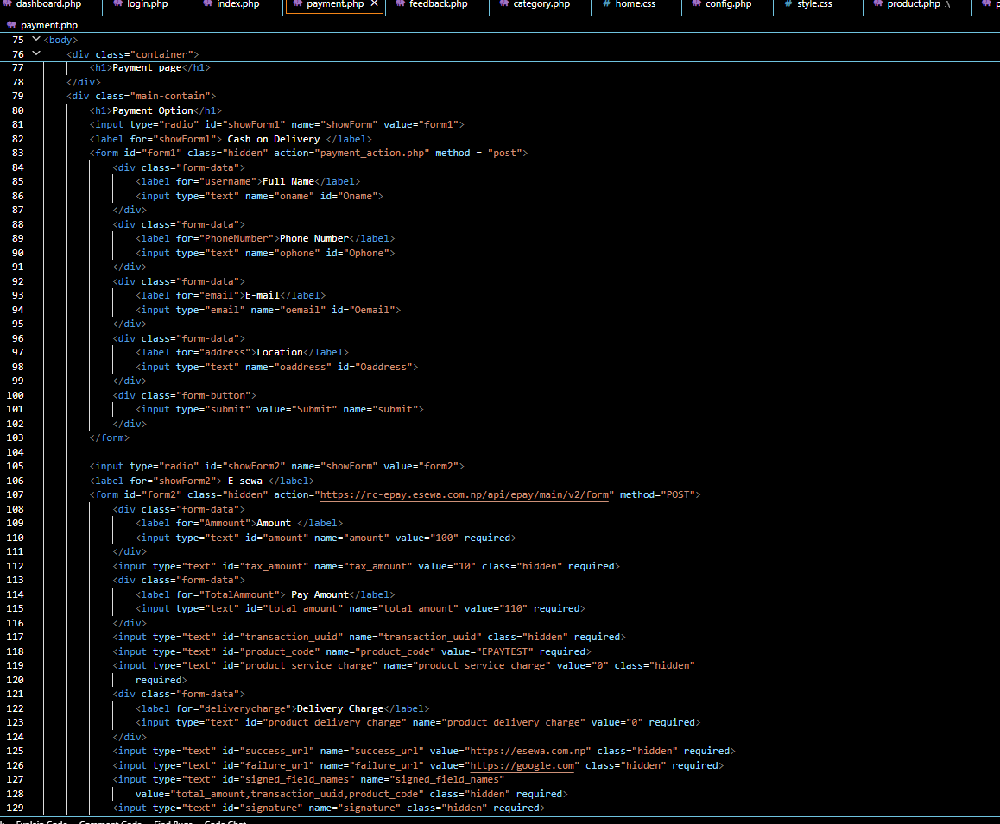 dashboard.php login.php index.php payment.php × feedback.php category.php # home.css config.php # style.css product.php .\
payment.php
75 <body>
76 <div class="container">
77 <h1>Payment page</h1>
78 </div>
79 <div class="main-contain">
80 <h1>Payment Option</h1>
81 <input type="radio" id="showForm1" name="showForm" value="form1">
82 <label for="showForm1"> Cash on Delivery </label>
83 <form id="form1" class="hidden" action="payment_action.php" method = "post">
84 <div class="form-data">
85 <label for="username">Full Name</label>
86 <input type="text" name="oname" id="Oname">
87 </div>
88 <div class="form-data">
89 <label for="PhoneNumber">Phone Number</label>
90 <input type="text" name="ophone" id="Ophone">
91 </div>
92 <div class="form-data">
93 <label for="email">E-mail</label>
94 <input type="email" name="oemail" id="Oemail">
95 </div>
96 <div class="form-data">
97 <label for="address">Location</label>
98 <input type="text" name="oaddress" id="Oaddress">
99 </div>
100 <div class="form-button">
101 <input type="submit" value="Submit" name="submit">
102 </div>
103 </form>
104
105 <input type="radio" id="showForm2" name="showForm" value="form2">
106 <label for="showForm2"> E-sewa </label>
107 <form id="form2" class="hidden" action="https://rc-epay.esewa.com.np/api/epay/main/v2/form" method="POST">
108 <div class="form-data">
109 <label for="Ammount">Amount </label>
110 <input type="text" id="amount" name="amount" value="100" required>
111 </div>
112 <input type="text" id="tax_amount" name="tax_amount" value="10" class="hidden" required>
113 <div class="form-data">
114 <label for="TotalAmmount"> Pay Amount</label>
115 <input type="text" id="total_amount" name="total_amount" value="110" required>
116 </div>
117 <input type="text" id="transaction_uuid" name="transaction_uuid" class="hidden" required>
118 <input type="text" id="product_code" name="product_code" value="EPAYTEST" required>
119 <input type="text" id="product_service_charge" name="product_service_charge" value="0" class="hidden"
120 required>
121 <div class="form-data">
122 <label for="deliverycharge">Delivery Charge</label>
123 <input type="text" id="product_delivery_charge" name="product_delivery_charge" value="0" required>
124 </div>
125 <input type="text" id="success_url" name="success_url" value="https://esewa.com.np" class="hidden" required>
126 <input type="text" id="failure_url" name="failure_url" value="https://google.com" class="hidden" required>
127 <input type="text" id="signed_field_names" name="signed_field_names"
128 value="total_amount,transaction_uuid,product_code" class="hidden" required>
129 <input type="text" id="signature" name="signature" class="hidden" required>
Explain Code Comment Code Find Bugs Code Chat